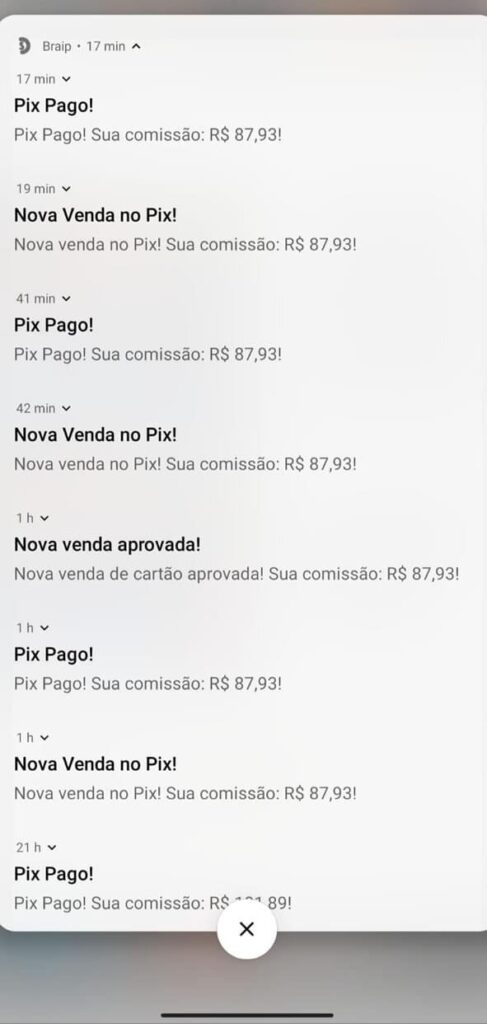 Braip • 17 min
17 min
Pix Pago!
Pix Pago! Sua comissão: R$ 87,93!
19 min
Nova Venda no Pix!
Nova venda no Pix! Sua comissão: R$ 87,93!
41 min
Pix Pago!
Pix Pago! Sua comissão: R$ 87,93!
42 min
Nova Venda no Pix!
Nova venda no Pix! Sua comissão: R$ 87,93!
1 h
Nova venda aprovada!
Nova venda de cartão aprovada! Sua comissão: R$ 87,93!
1 h
Pix Pago!
Pix Pago! Sua comissão: R$ 87,93!
1 h
Nova Venda no Pix!
Nova venda no Pix! Sua comissão: R$ 87,93!
21 h
Pix Pago!
Pix Pago! Sua comissão: R$